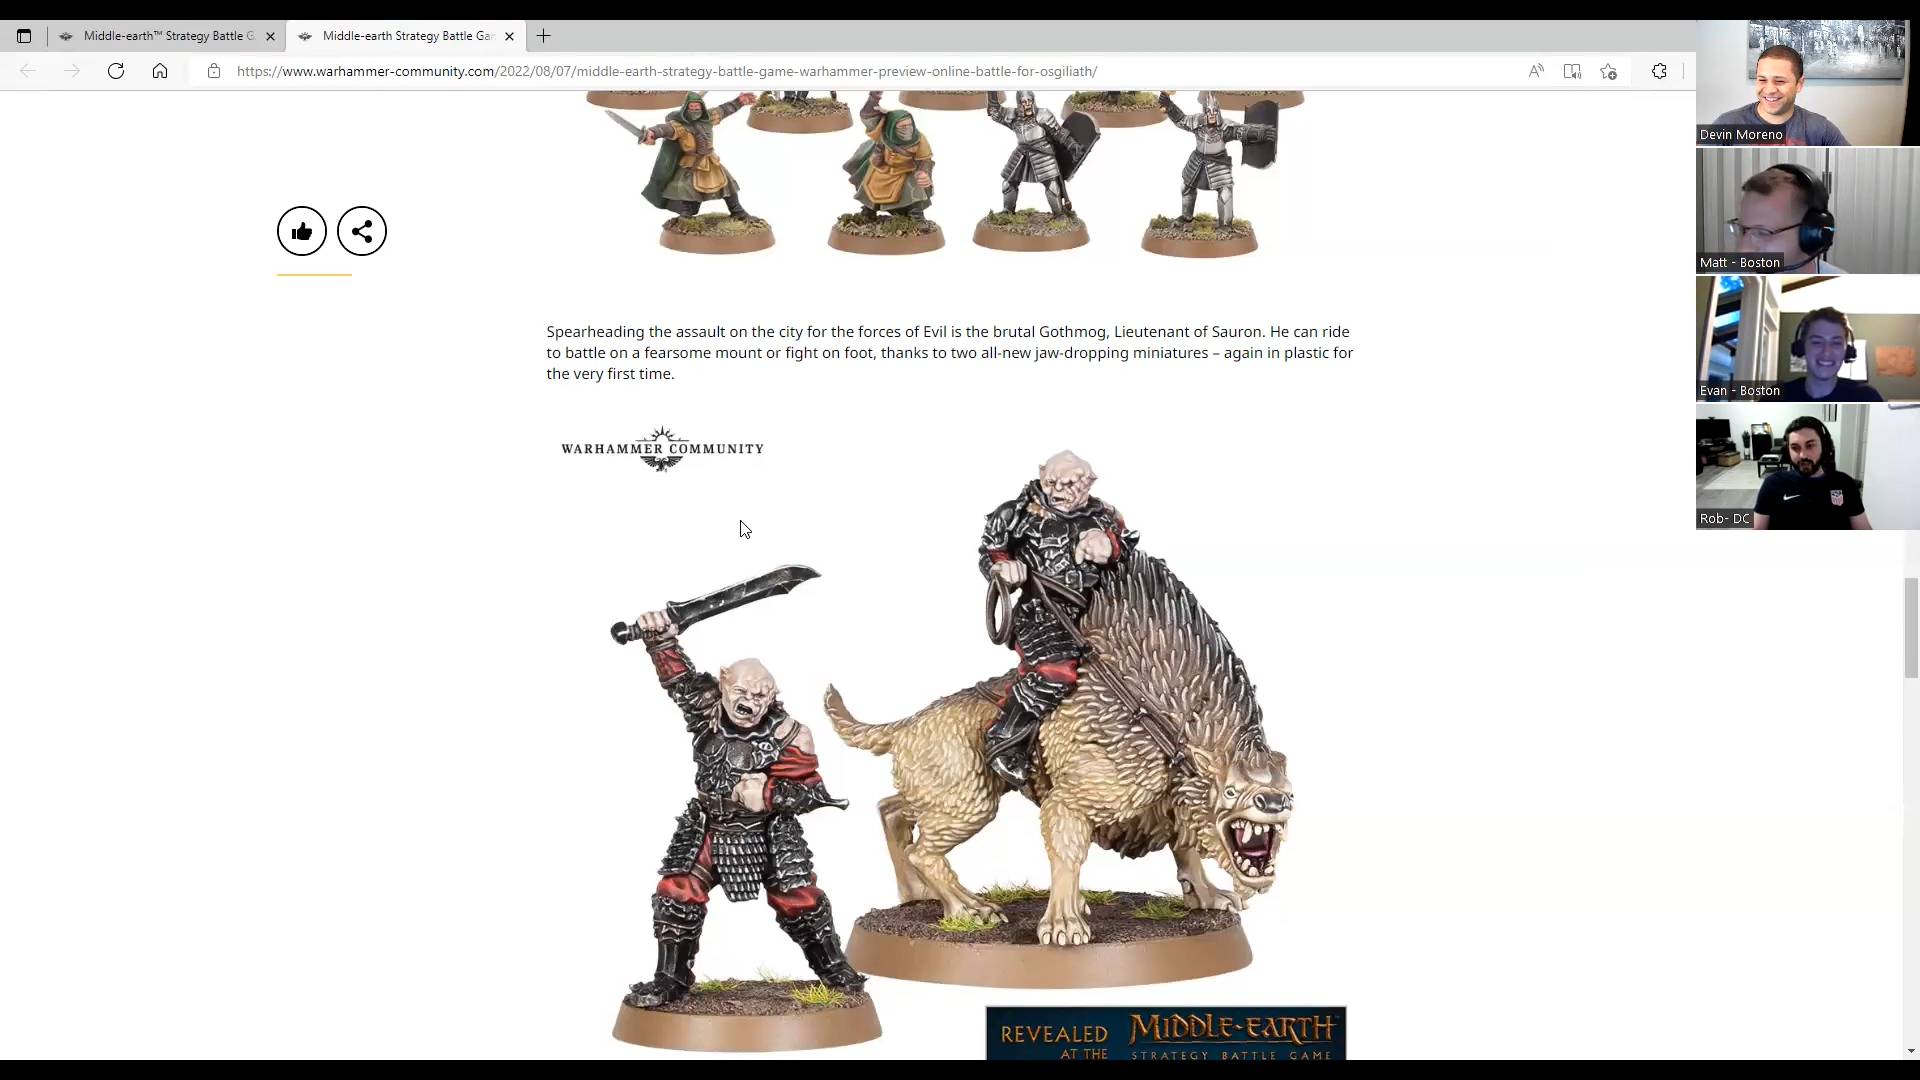 Middle-earth™ Strategy Battle G
Middle-earth Strategy Battle Gam
https://www.warhammer-community.com/2022/08/07/middle-earth-strategy-battle-game-warhammer-preview-online-battle-for-osgiliath/
Devin Moreno
Matt - Boston
Evan - Boston
Rob- DC
Spearheading the assault on the city for the forces of Evil is the brutal Gothmog, Lieutenant of Sauron. He can ride
to battle on a fearsome mount or fight on foot, thanks to two all-new jaw-dropping miniatures – again in plastic for
the very first time.
WARHAMMER COMMUNITY
REVEALED
AT THE
MIDDLE-EARTH
STRATEGY BATTLE GAME